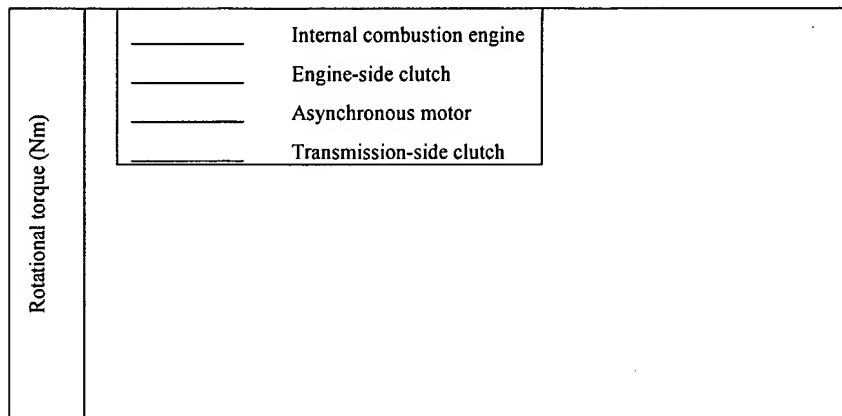 Internal combustion engine
Engine-side clutch
Asynchronous motor
Transmission-side clutch
Rotational torque (Nm)